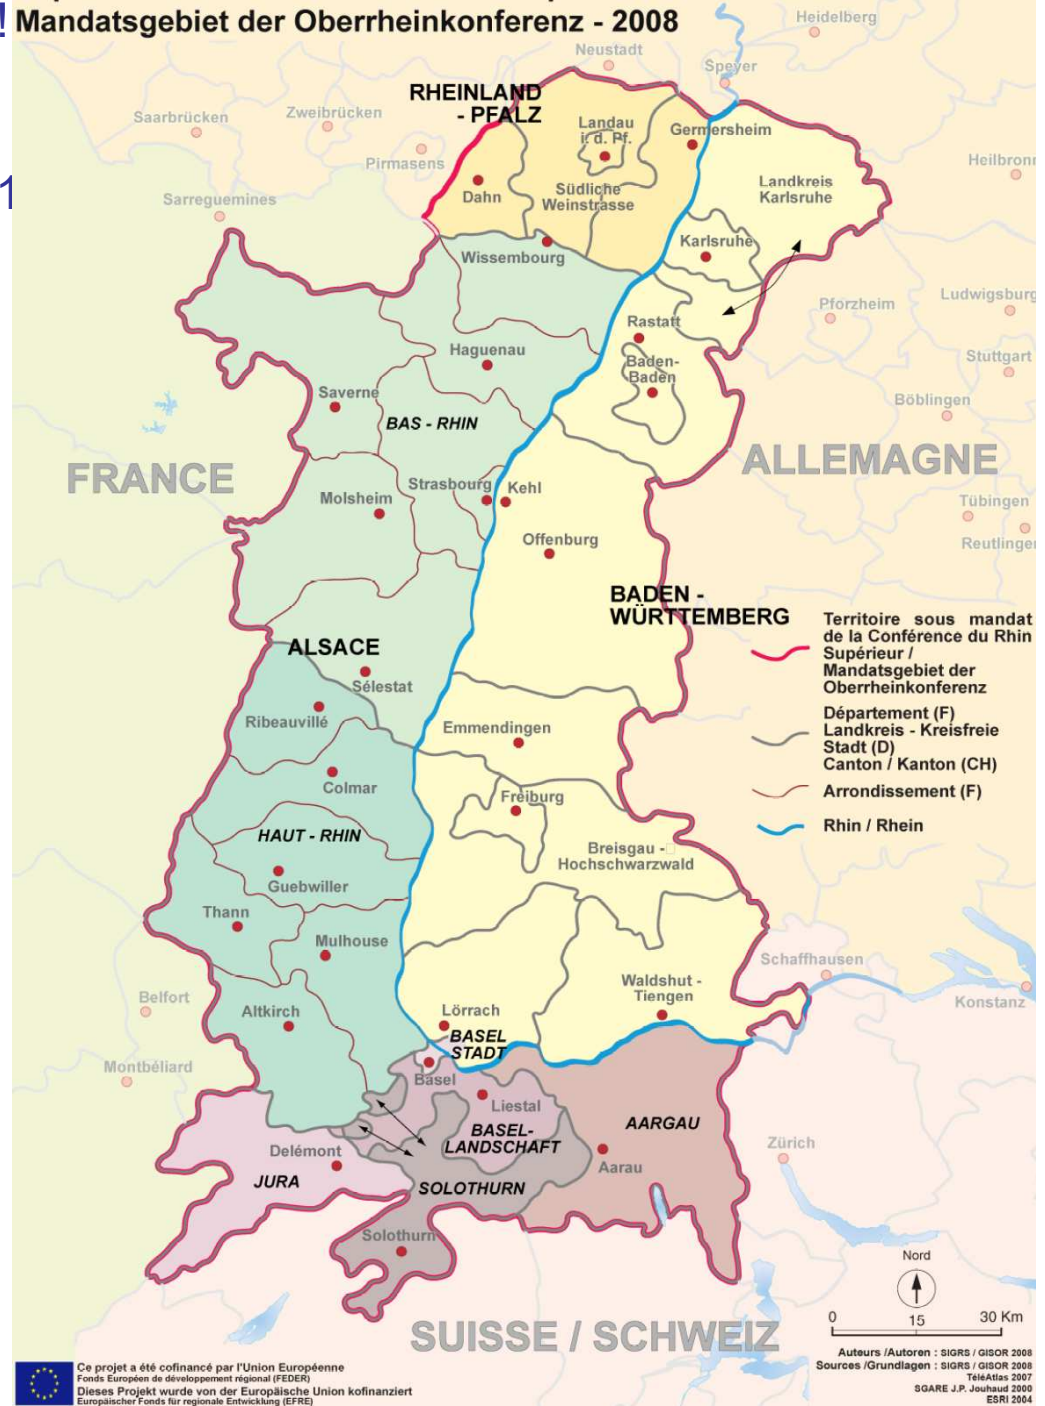 !
Mandatsgebiet der Oberrheinkonferenz - 2008
1
Heidelberg
Neustadt
Speyer
RHEINLAND
- PFALZ
Saarbrücken
Zweibrücken
Landau
i. d. Pf.
Germersheim
Pirmasens
Heilbronn
Landkreis
Karlsruhe
Sarreguemines
Dahn
Südliche
Weinstrasse
Wissembourg
Karlsruhe
Pforzheim
Ludwigsburg
Rastatt
Haguenau
Baden-
Baden
Stuttgart
Saverne
Böblingen
BAS - RHIN
FRANCE
ALLEMAGNE
Strasbourg
Kehl
Molsheim
Tübingen
Offenburg
Reutlingen
BADEN -
WÜRTTEMBERG
ALSACE
Sélestat
Ribeauvillé
Emmendingen
Colmar
Freiburg
HAUT - RHIN
Breisgau -
Hochschwarzwald
Guebwiller
Thann
Mulhouse
Schaffhausen
Waldshut -
Tiengen
Belfort
Konstanz
Altkirch
Lörrach
BASEL
STADT
Montbéliard
Basel
Liestal
AARGAU
BASEL-
LANDSCHAFT
Zürich
Delémont
Aarau
JURA
SOLOTHURN
Solothurn
SUISSE / SCHWEIZ
Territoire sous mandat
de la Conférence du Rhin
Supérieur /
Mandatsgebiet der
Oberrheinkonferenz
Département (F)
Landkreis - Kreisfreie
Stadt (D)
Canton / Kanton (CH)
Arrondissement (F)
Rhin / Rhein
Nord
0 15 30 Km
Auteurs /Autoren : SIGRS / GISOR 2008
Sources /Grundlagen : SIGRS / GISOR 2008
TéléAtlas 2007
SGARE J.P. Jouhaud 2000
ESRI 2004
Ce projet a été cofinancé par l'Union Européenne
Fonds Européen de développement régional (FEDER)
Dieses Projekt wurde von der Europäische Union kofinanziert
Europäischer Fonds für regionale Entwicklung (EFRE)